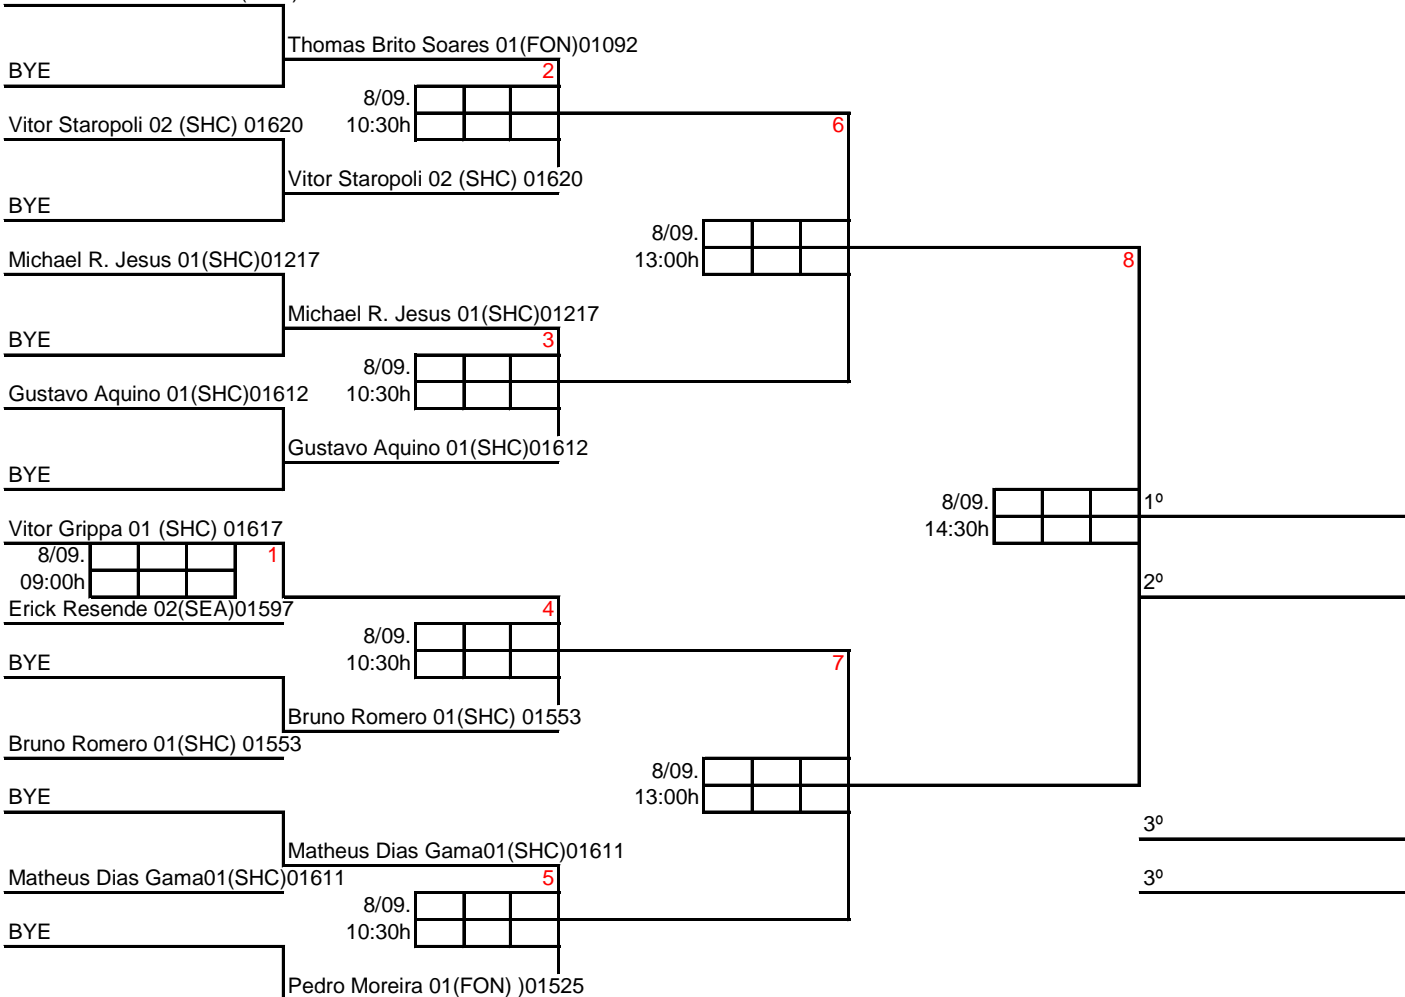 Thomas Brito Soares 01(FON)01092
BYE
2
8/09.
10:30h
Vitor Staropoli 02 (SHC) 01620
6
Vitor Staropoli 02 (SHC) 01620
BYE
8/09.
13:00h
Michael R. Jesus 01(SHC)01217
8
Michael R. Jesus 01(SHC)01217
BYE
3
8/09.
10:30h
Gustavo Aquino 01(SHC)01612
Gustavo Aquino 01(SHC)01612
BYE
8/09.
14:30h
1º
Vitor Grippa 01 (SHC) 01617
8/09.
09:00h
1
2º
Erick Resende 02(SEA)01597
4
8/09.
10:30h
BYE
7
Bruno Romero 01(SHC) 01553
Bruno Romero 01(SHC) 01553
8/09.
13:00h
BYE
3º
Matheus Dias Gama01(SHC)01611
Matheus Dias Gama01(SHC)01611
5
3º
8/09.
10:30h
BYE
Pedro Moreira 01(FON) )01525